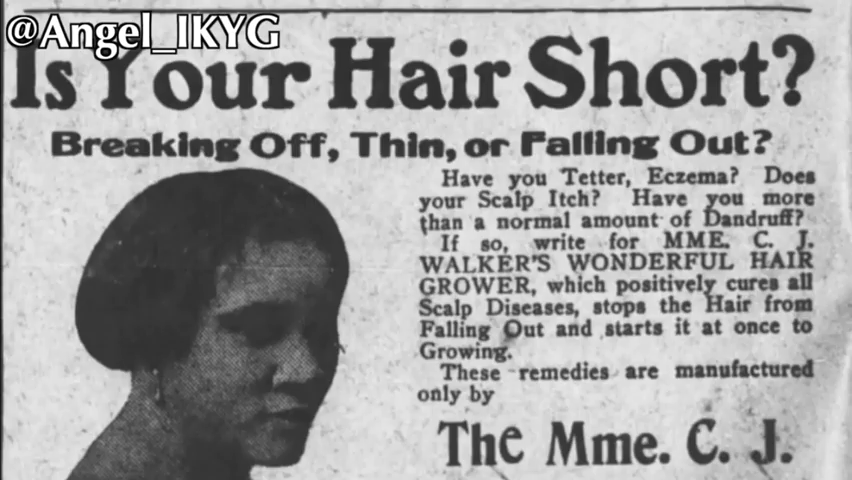 @Angel_IKYG
Is Your Hair Short?
Breaking Off, Thin, or Falling Out?
Have you Tetter, Eczema? Does
your Scalp Itch? Have you more
than a normal amount of Dandruff?
If so, write for MME. C. J.
WALKER'S WONDERFUL HAIR
GROWER, which positively cures all
Scalp Diseases, stops the Hair from
Falling Out and starts it at once to
Growing.
These remedies are manufactured
only by
The Mme. C. J.